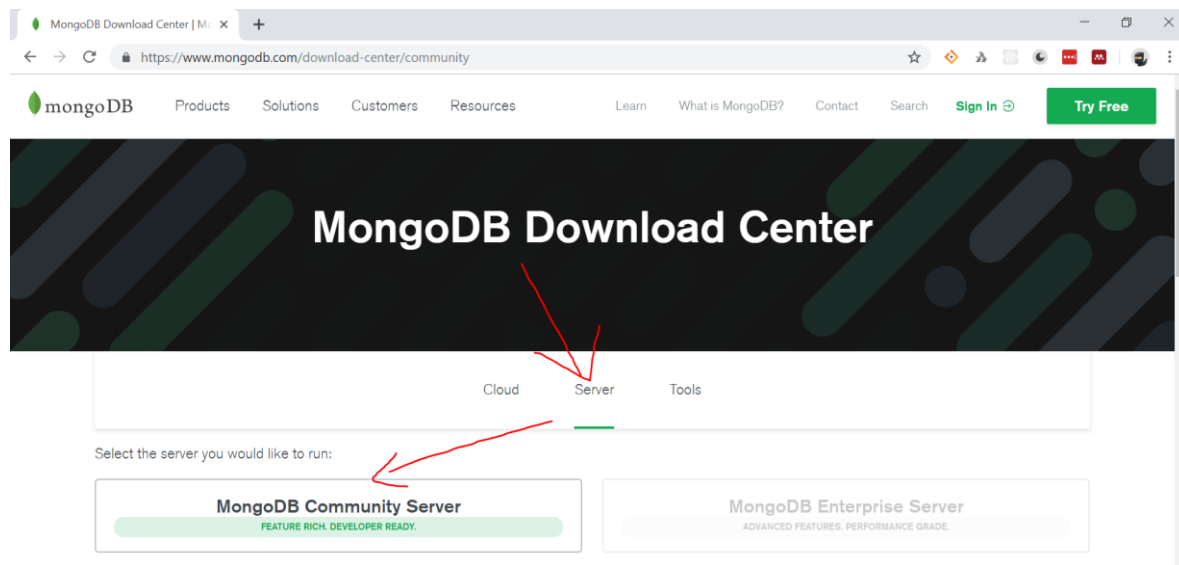 MongoDB Download Center | Mo
https://www.mongodb.com/download-center/community
mongoDB Products Solutions Customers Resources Learn What is MongoDB? Contact Search Sign In Try Free
MongoDB Download Center
Cloud Server Tools
Select the server you would like to run:
MongoDB Community Server MongoDB Enterprise Server
FEATURE RICH. DEVELOPER READY. ADVANCED FEATURES. PERFORMANCE GRADE.